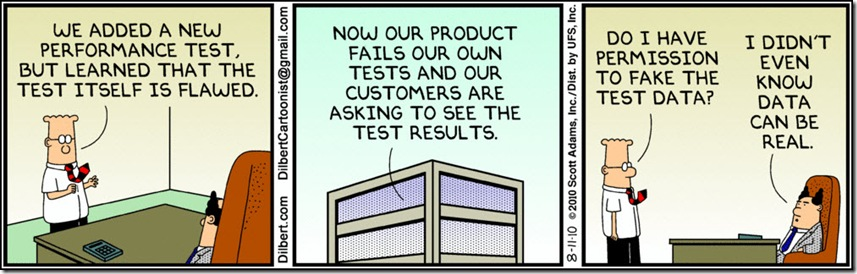 WE ADDED A NEW
PERFORMANCE TEST,
BUT LEARNED THAT THE
TEST ITSELF IS FLAWED.
Dilbert.com DilbertCartoonist@gmail.com
NOW OUR PRODUCT
FAILS OUR OWN
TESTS AND OUR
CUSTOMERS ARE
ASKING TO SEE THE
TEST RESULTS.
8-11-10 ©2010 Scott Adams, Inc./Dist. by UFS, Inc.
DO I HAVE
PERMISSION
TO FAKE THE
TEST DATA?
I DIDN'T
EVEN
KNOW
DATA
CAN BE
REAL.